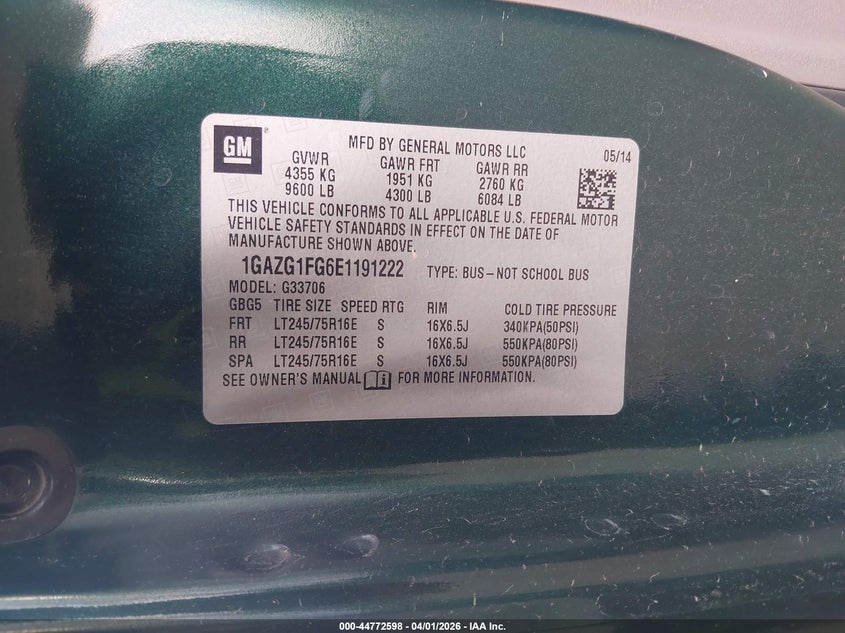 GM
MFD BY GENERAL MOTORS LLC
05/14
GVWR GAWR FRT GAWR RR
4355 KG 1951 KG 2760 KG
9600 LB 4300 LB 6084 LB
THIS VEHICLE CONFORMS TO ALL APPLICABLE U.S. FEDERAL MOTOR
VEHICLE SAFETY STANDARDS IN EFFECT ON THE DATE OF
MANUFACTURE SHOWN ABOVE.
1GAZG1FG6E1191222 TYPE: BUS–NOT SCHOOL BUS
MODEL: G33706
GBG5 TIRE SIZE SPEED RTG RIM COLD TIRE PRESSURE
FRT LT245/75R16E S 16X6.5J 340KPA(50PSI)
RR LT245/75R16E S 16X6.5J 550KPA(80PSI)
SPA LT245/75R16E S 16X6.5J 550KPA(80PSI)
SEE OWNER'S MANUAL FOR MORE INFORMATION.
000-44772598 - 04/01/2026 - IAA Inc.